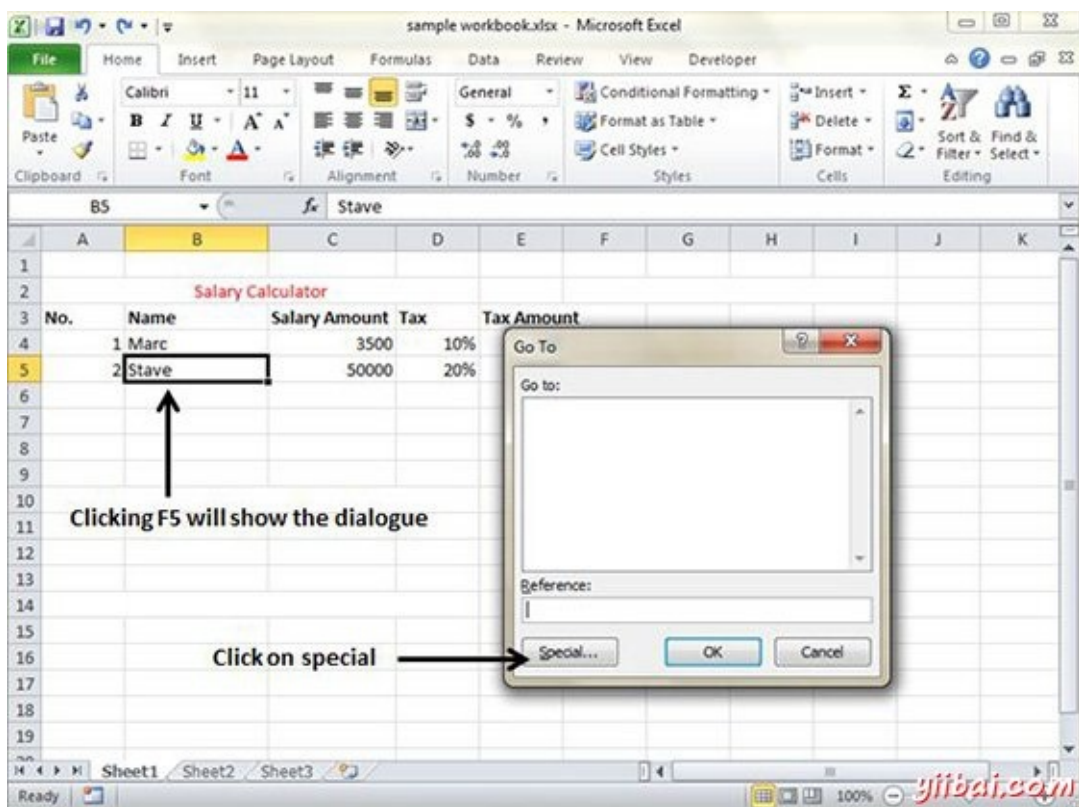 sample workbook.xlsx - Microsoft Excel
File Home Insert Page Layout Formulas Data Review View Developer
Paste
Calibri 11
B I U A A
A
General
$ % ,
Conditional Formatting
Format as Table
Cell Styles
Insert
Delete
Format
Σ
Sort & Filter
Find & Select
Clipboard Font Alignment Number Styles Cells Editing
B5 fx Stave
A B C D E F G H I J K
1
2 Salary Calculator
3 No. Name Salary Amount Tax Tax Amount
4 1 Marc 3500 10%
5 2 Stave 50000 20%
6
7
8
9
10
11
12
13
14
15
16
17
18
19
Clicking F5 will show the dialogue
Click on special
Go To
Go to:
Reference:
Special... OK Cancel
Sheet1 Sheet2 Sheet3
Ready 100%
yiibai.com